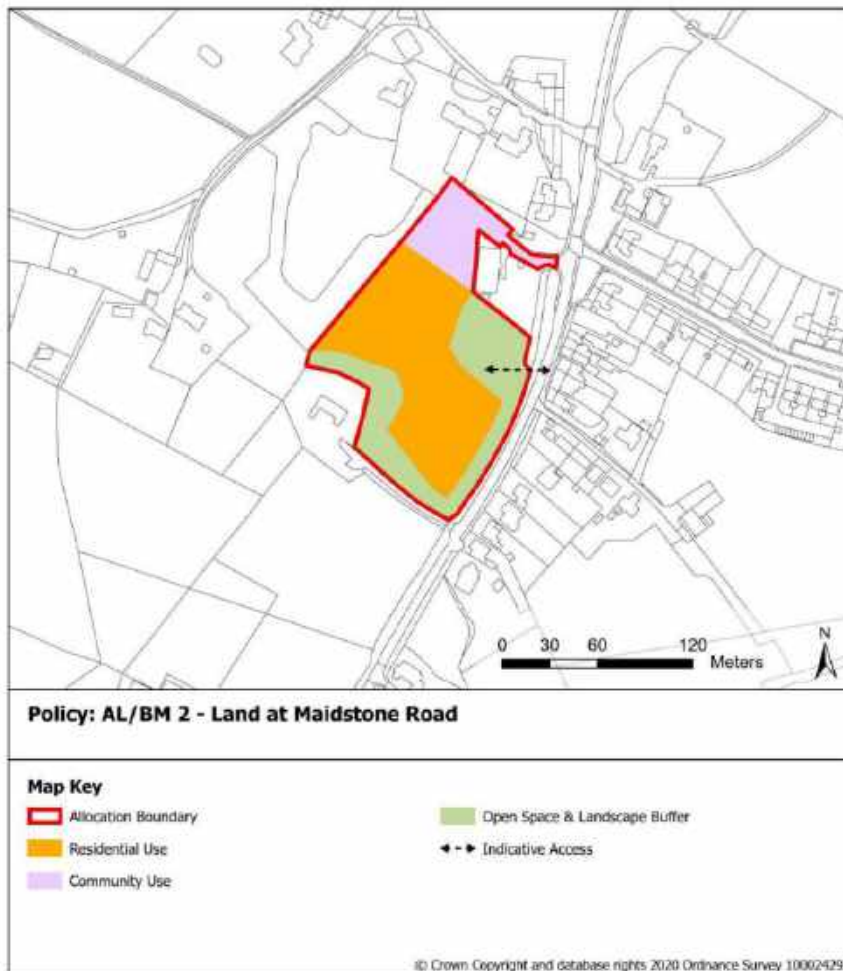 N
0 30 60 120
Meters
Policy: AL/BM 2 - Land at Maidstone Road
Map Key
Allocation Boundary
Residential Use
Community Use
Open Space & Landscape Buffer
Indicative Access
© Crown Copyright and database rights 2020 Ordnance Survey 10002429